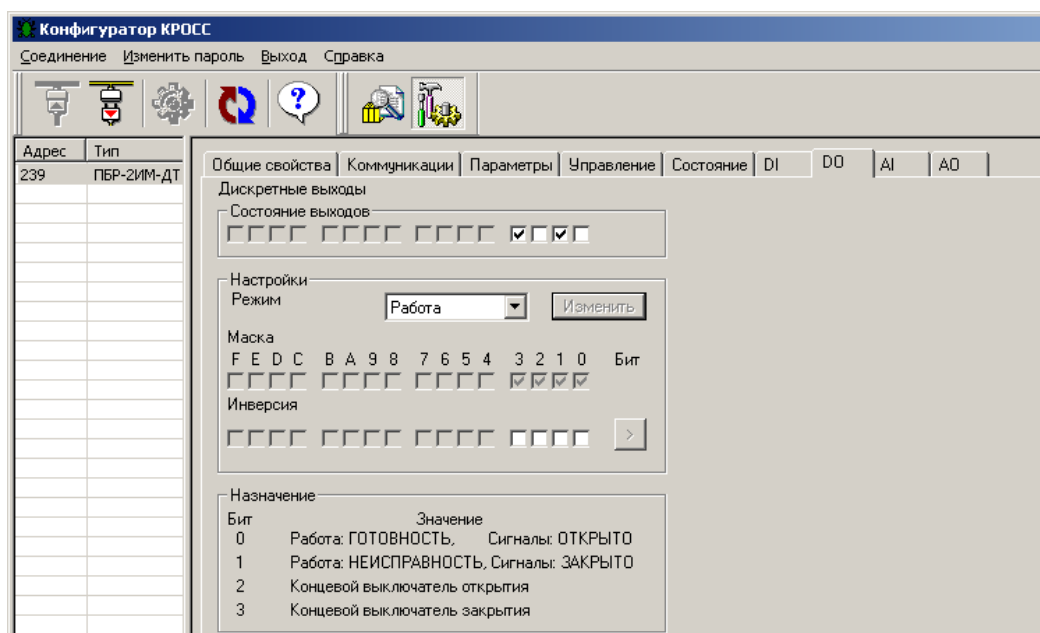 Конфигуратор КРОСС
Соединение Изменить пароль Выход Справка
Адрес Тип
239 ПБР-2ИМ-ДТ
Общие свойства Коммуникации Параметры Управление Состояние DI DO AI AO
Дискретные выходы
Состояние выходов
Настройки
Режим Работа Изменить
Маска
F E D C B A 9 8 7 6 5 4 3 2 1 0 Бит
Инверсия
>
Назначение
Бит Значение
0 Работа: ГОТОВНОСТЬ, Сигналы: ОТКРЫТО
1 Работа: НЕИСПРАВНОСТЬ, Сигналы: ЗАКРЫТО
2 Концевой выключатель открытия
3 Концевой выключатель закрытия